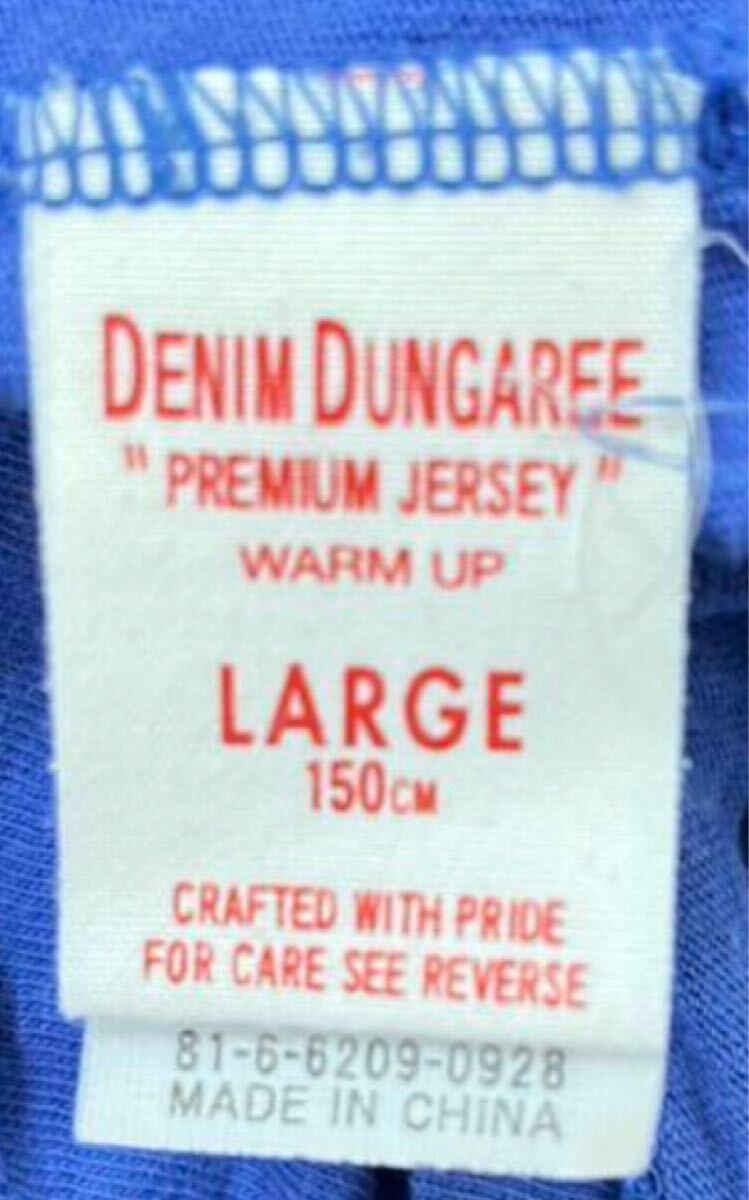 DENIM DUNGAREE
" PREMIUM JERSEY "
WARM UP
LARGE
150CM
CRAFTED WITH PRIDE
FOR CARE SEE REVERSE
81-6-6209-0928
MADE IN CHINA